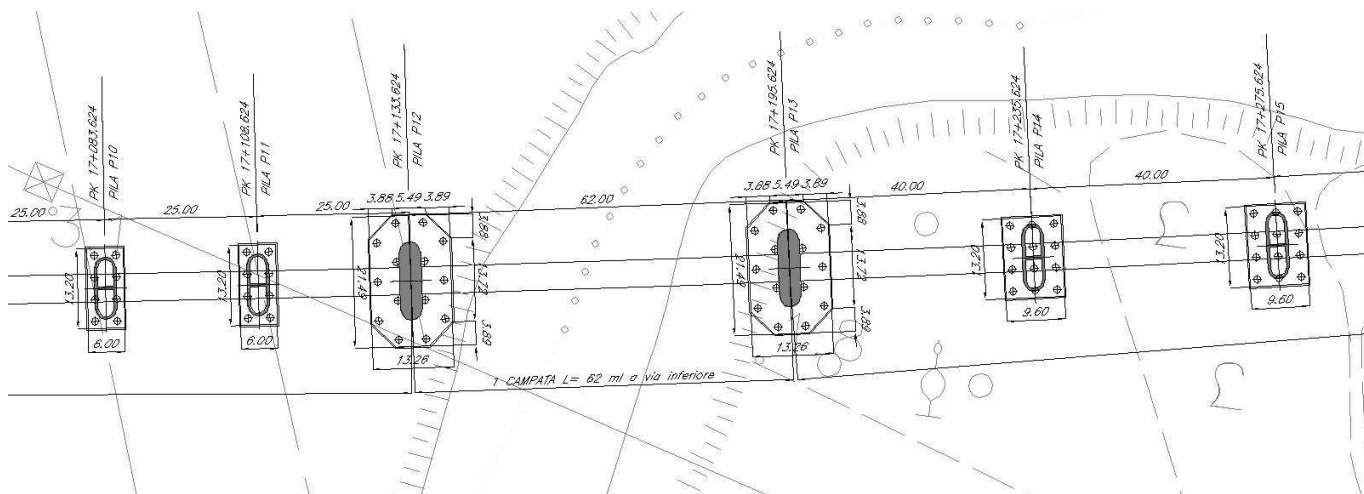 PK 17+083.624
PILA P10
PK 17+108.624
PILA P11
PK 17+133.624
PILA P12
PK 17+195.624
PILA P13
PK 17+235.624
PILA P14
PK 17+275.624
PILA P15
25.00
25.00
25.00
62.00
40.00
40.00
3.88 5.49 3.89
3.88 5.49 3.89
3.88
13.72
3.89
3.88
13.72
3.89
13.20
13.20
21.49
21.49
13.20
13.20
6.00
6.00
13.26
13.26
9.60
9.60
1 CAMPATA L= 62 ml a via inferiore